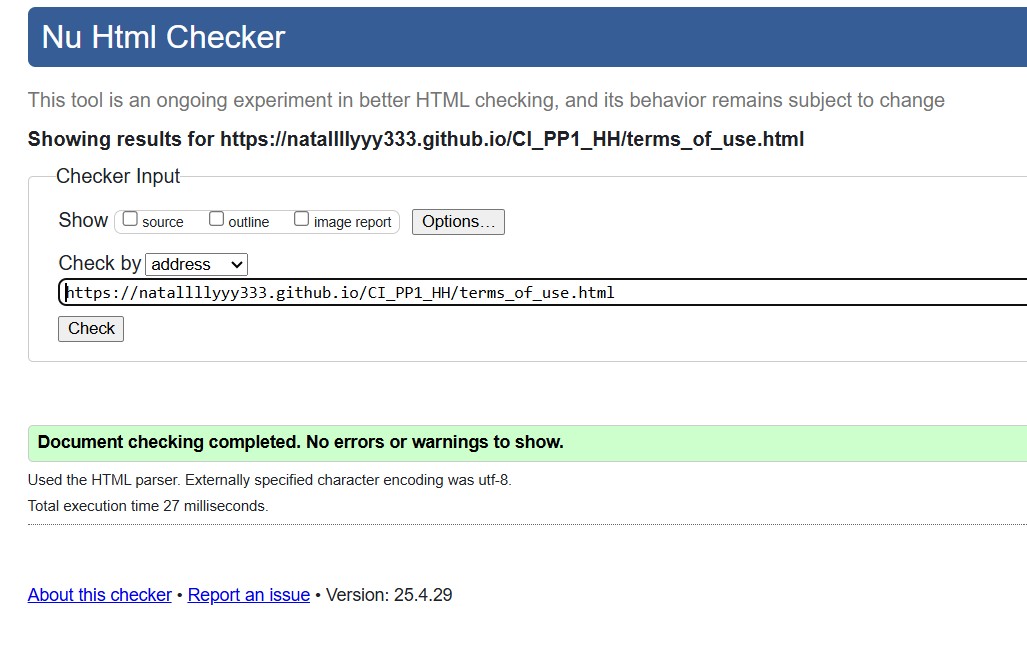 Nu Html Checker
This tool is an ongoing experiment in better HTML checking, and its behavior remains subject to change
Showing results for https://natallllyyy333.github.io/CI_PP1_HH/terms_of_use.html
Checker Input
Show source outline image report Options...
Check by address
https://natallllyyy333.github.io/CI_PP1_HH/terms_of_use.html
Check
Document checking completed. No errors or warnings to show.
Used the HTML parser. Externally specified character encoding was utf-8.
Total execution time 27 milliseconds.
About this checker • Report an issue • Version: 25.4.29